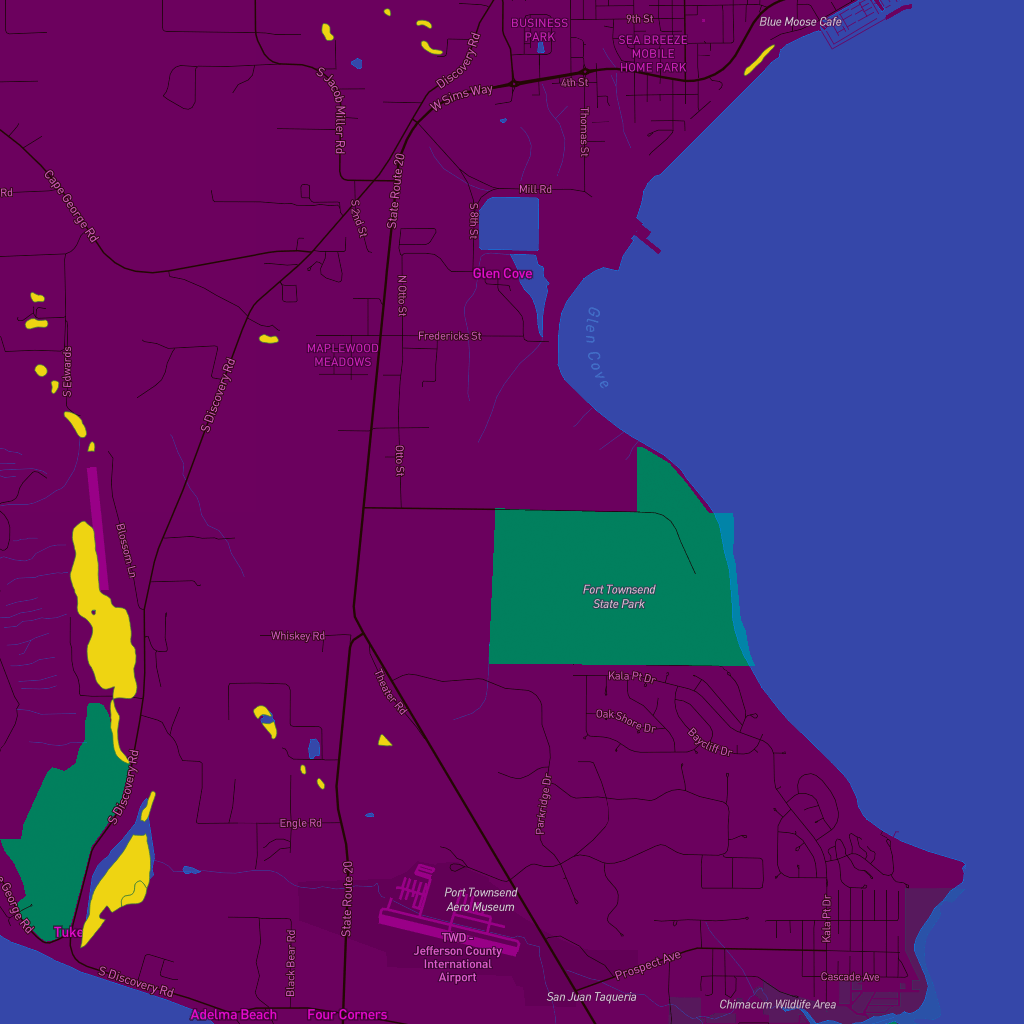 9th St
Blue Moose Cafe
BUSINESS
PARK
SEA BREEZE
MOBILE
HOME PARK
Discovery Rd
4th St
W Sims Way
S Jacob Miller Rd
Thomas St
Cape George Rd
Rd
State Route 20
Mill Rd
S 2nd St
S 8th St
Glen Cove
N Otto St
Glen Cove
Fredericks St
MAPLEWOOD
MEADOWS
S Edwards
S Discovery Rd
Otto St
Blossom Ln
Fort Townsend
State Park
Whiskey Rd
Theater Rd
Kala Pt Dr
Oak Shore Dr
Baycliff Dr
S Discovery Rd
Parkridge Dr
Engle Rd
State Route 20
Port Townsend
Aero Museum
e George Rd
Tuke
TWD -
Jefferson County
International
Airport
Kala Pt Dr
Black Bear Rd
Prospect Ave
S Discovery Rd
Cascade Ave
San Juan Taqueria
Chimacum Wildlife Area
Adelma Beach
Four Corners